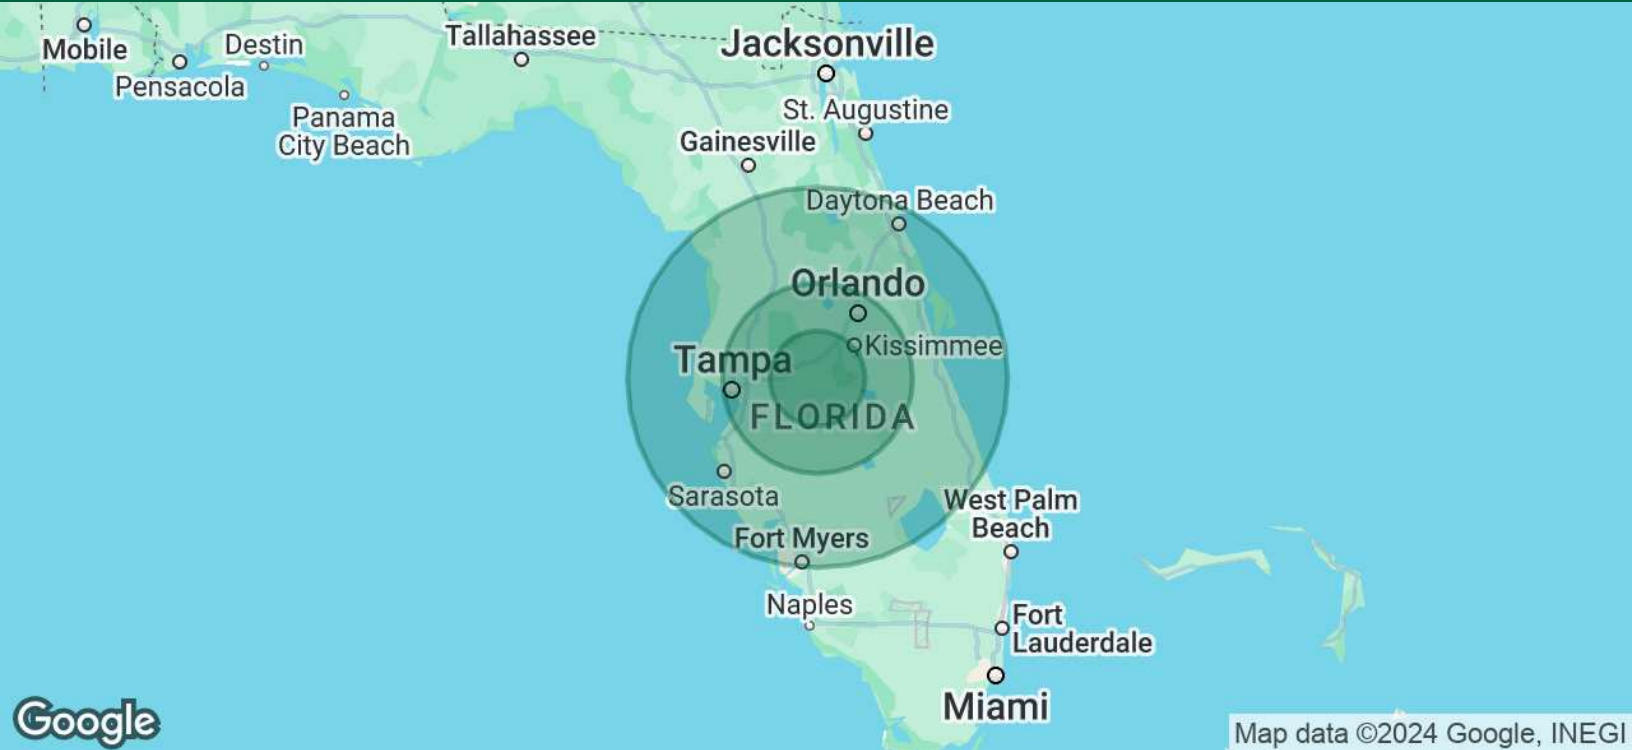 Mobile
Destin
Pensacola
Panama
City Beach
Tallahassee
Jacksonville
St. Augustine
Gainesville
Daytona Beach
Orlando
Kissimmee
Tampa
FLORIDA
Sarasota
West Palm
Beach
Fort Myers
Naples
Fort
Lauderdale
Miami
Google
Map data ©2024 Google, INEGI